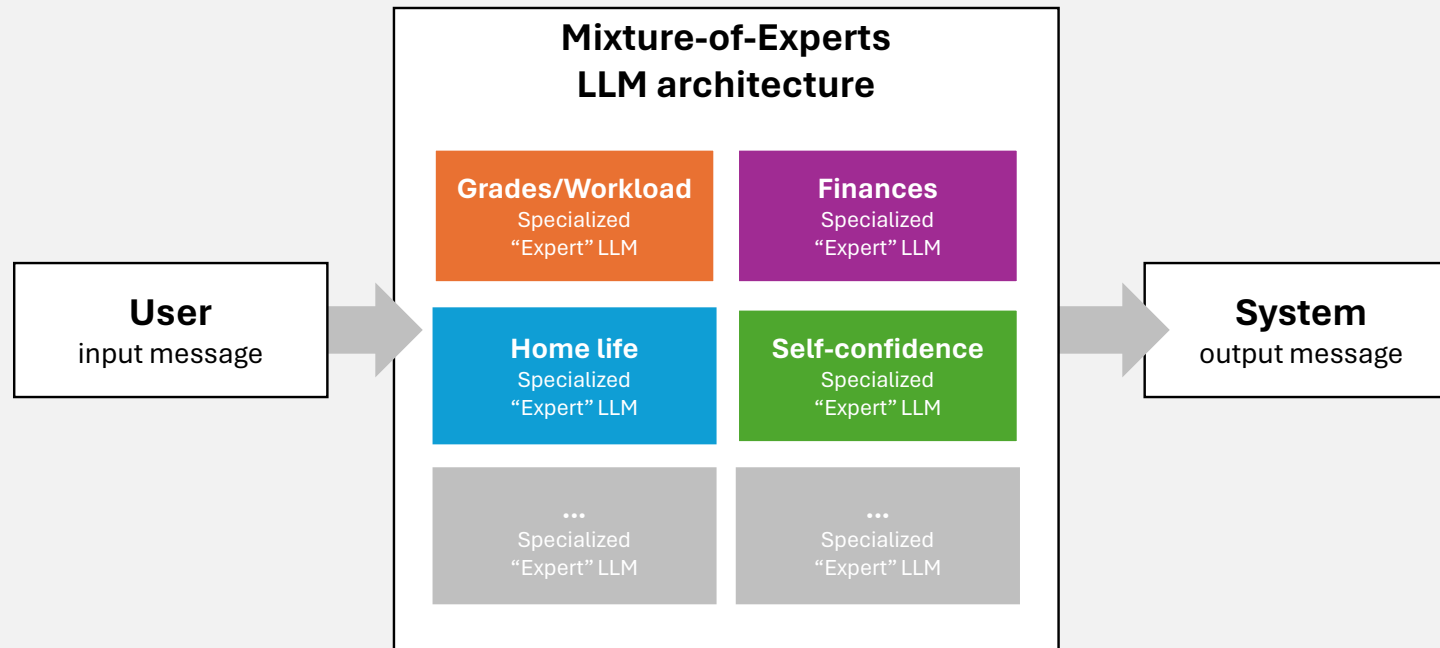 Mixture-of-Experts
LLM architecture
Grades/Workload
Specialized
“Expert” LLM
Finances
Specialized
“Expert” LLM
User
input message
Home life
Specialized
“Expert” LLM
Self-confidence
Specialized
“Expert” LLM
System
output message
...
Specialized
“Expert” LLM
...
Specialized
“Expert” LLM